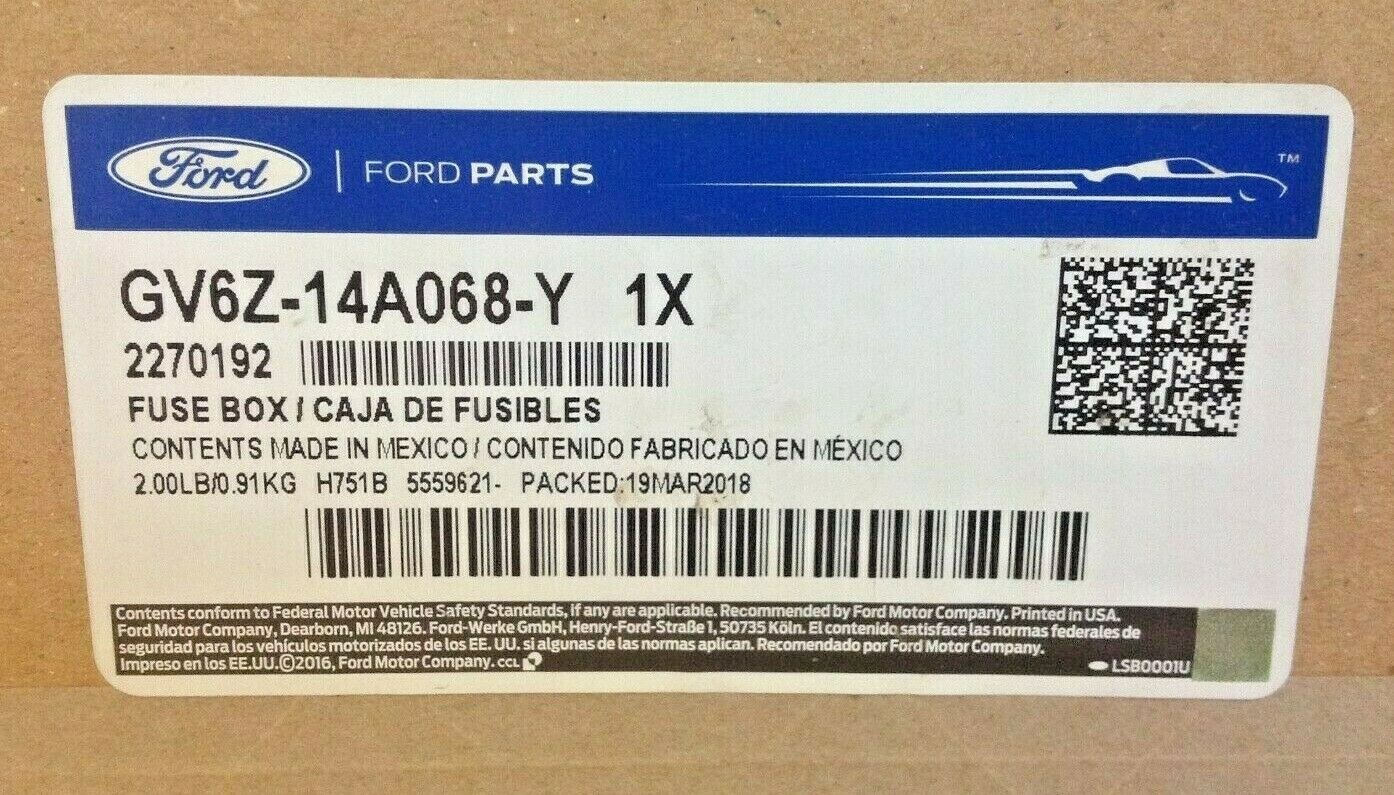 Ford | FORD PARTS ™
GV6Z-14A068-Y 1X
2270192
FUSE BOX / CAJA DE FUSIBLES
CONTENTS MADE IN MEXICO / CONTENIDO FABRICADO EN MÉXICO
2.00LB/0.91KG H751B 5559621- PACKED:19MAR2018
Contents conform to Federal Motor Vehicle Safety Standards, if any are applicable. Recommended by Ford Motor Company. Printed in USA.
Ford Motor Company, Dearborn, MI 48126. Ford-Werke GmbH, Henry-Ford-Straße 1, 50735 Köln. El contenido satisface las normas federales de
seguridad para los vehículos motorizados de los EE. UU. si algunas de las normas aplican. Recomendado por Ford Motor Company.
Impreso en los EE.UU.©2016, Ford Motor Company. CCL
LSB0001U